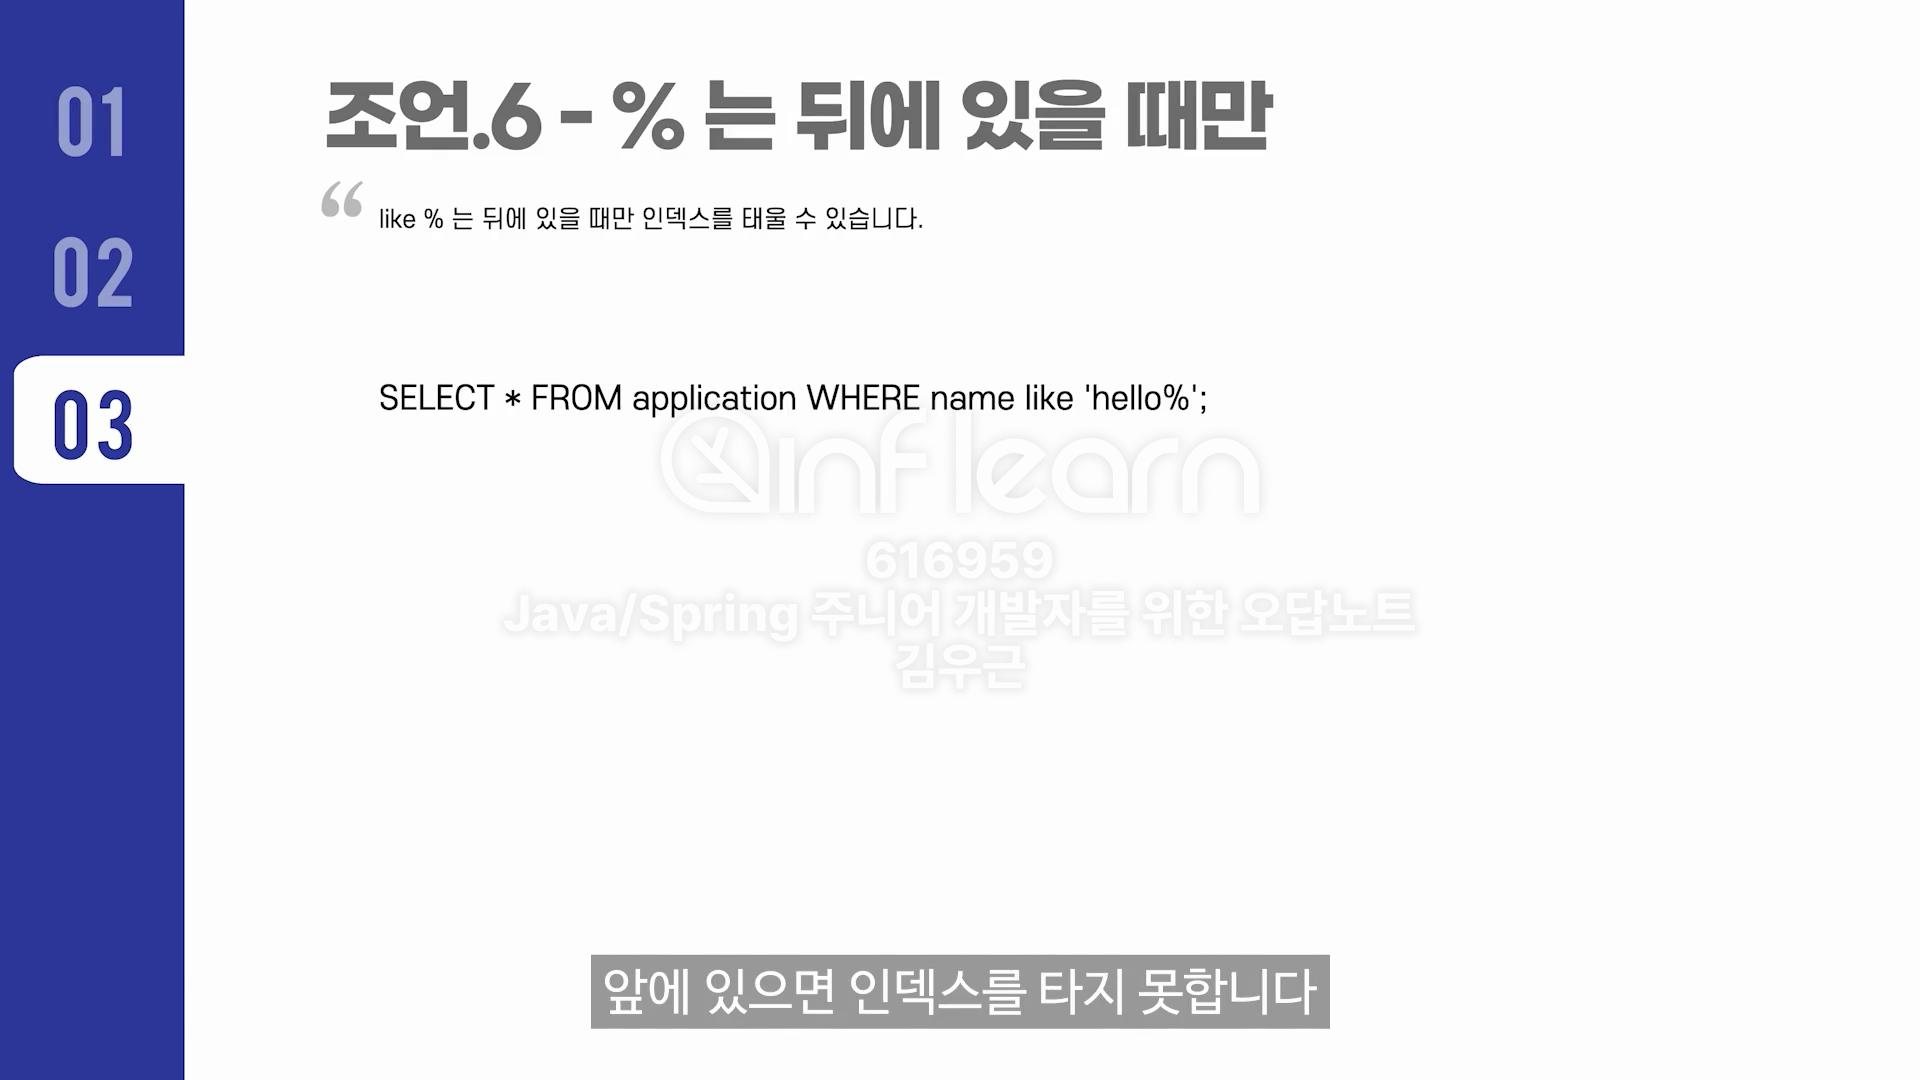 01
02
03
조언.6 - % 는 뒤에 있을 때만
“ like % 는 뒤에 있을 때만 인덱스를 태울 수 있습니다.
SELECT * FROM application WHERE name like 'hello%';
inflearn
616959
Java/Spring 주니어 개발자를 위한 오답노트
김우근
앞에 있으면 인덱스를 타지 못합니다